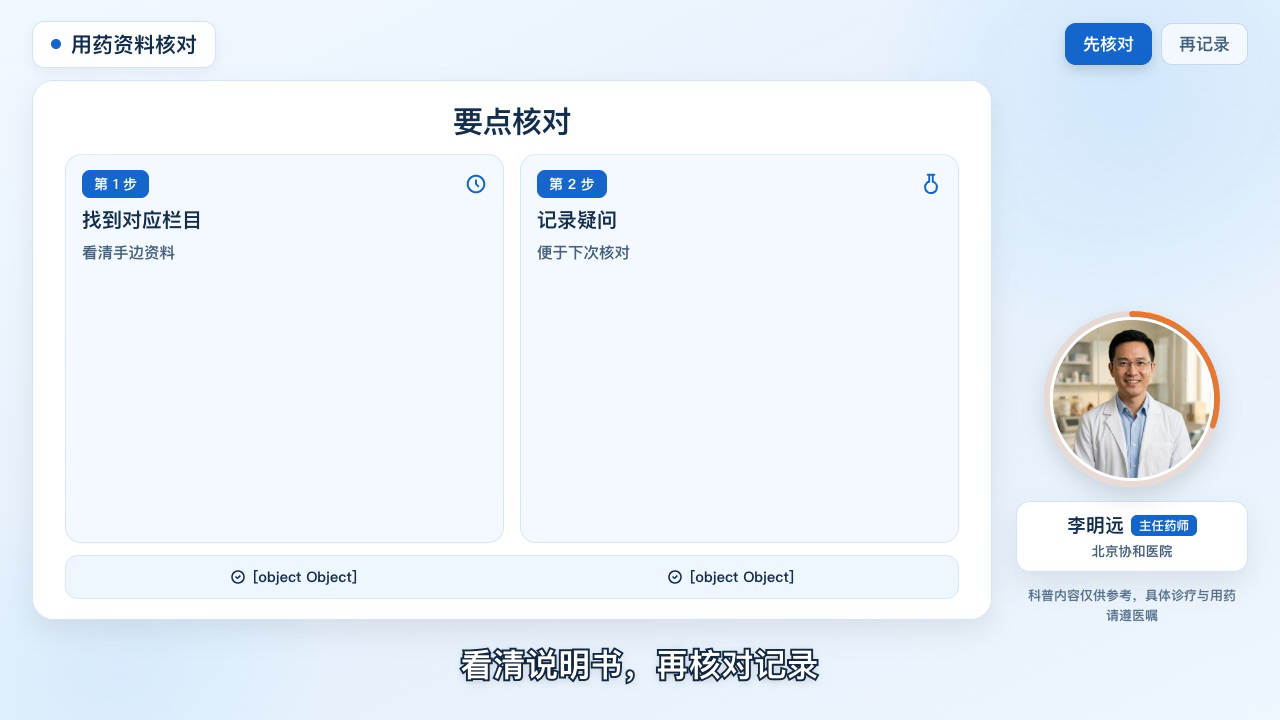 用药资料核对
先核对
再记录
要点核对
第 1 步
找到对应栏目
看清手边资料
第 2 步
记录疑问
便于下次核对
[object Object]
[object Object]
李明远 主任药师
北京协和医院
科普内容仅供参考，具体诊疗与用药
请遵医嘱
看清说明书，再核对记录